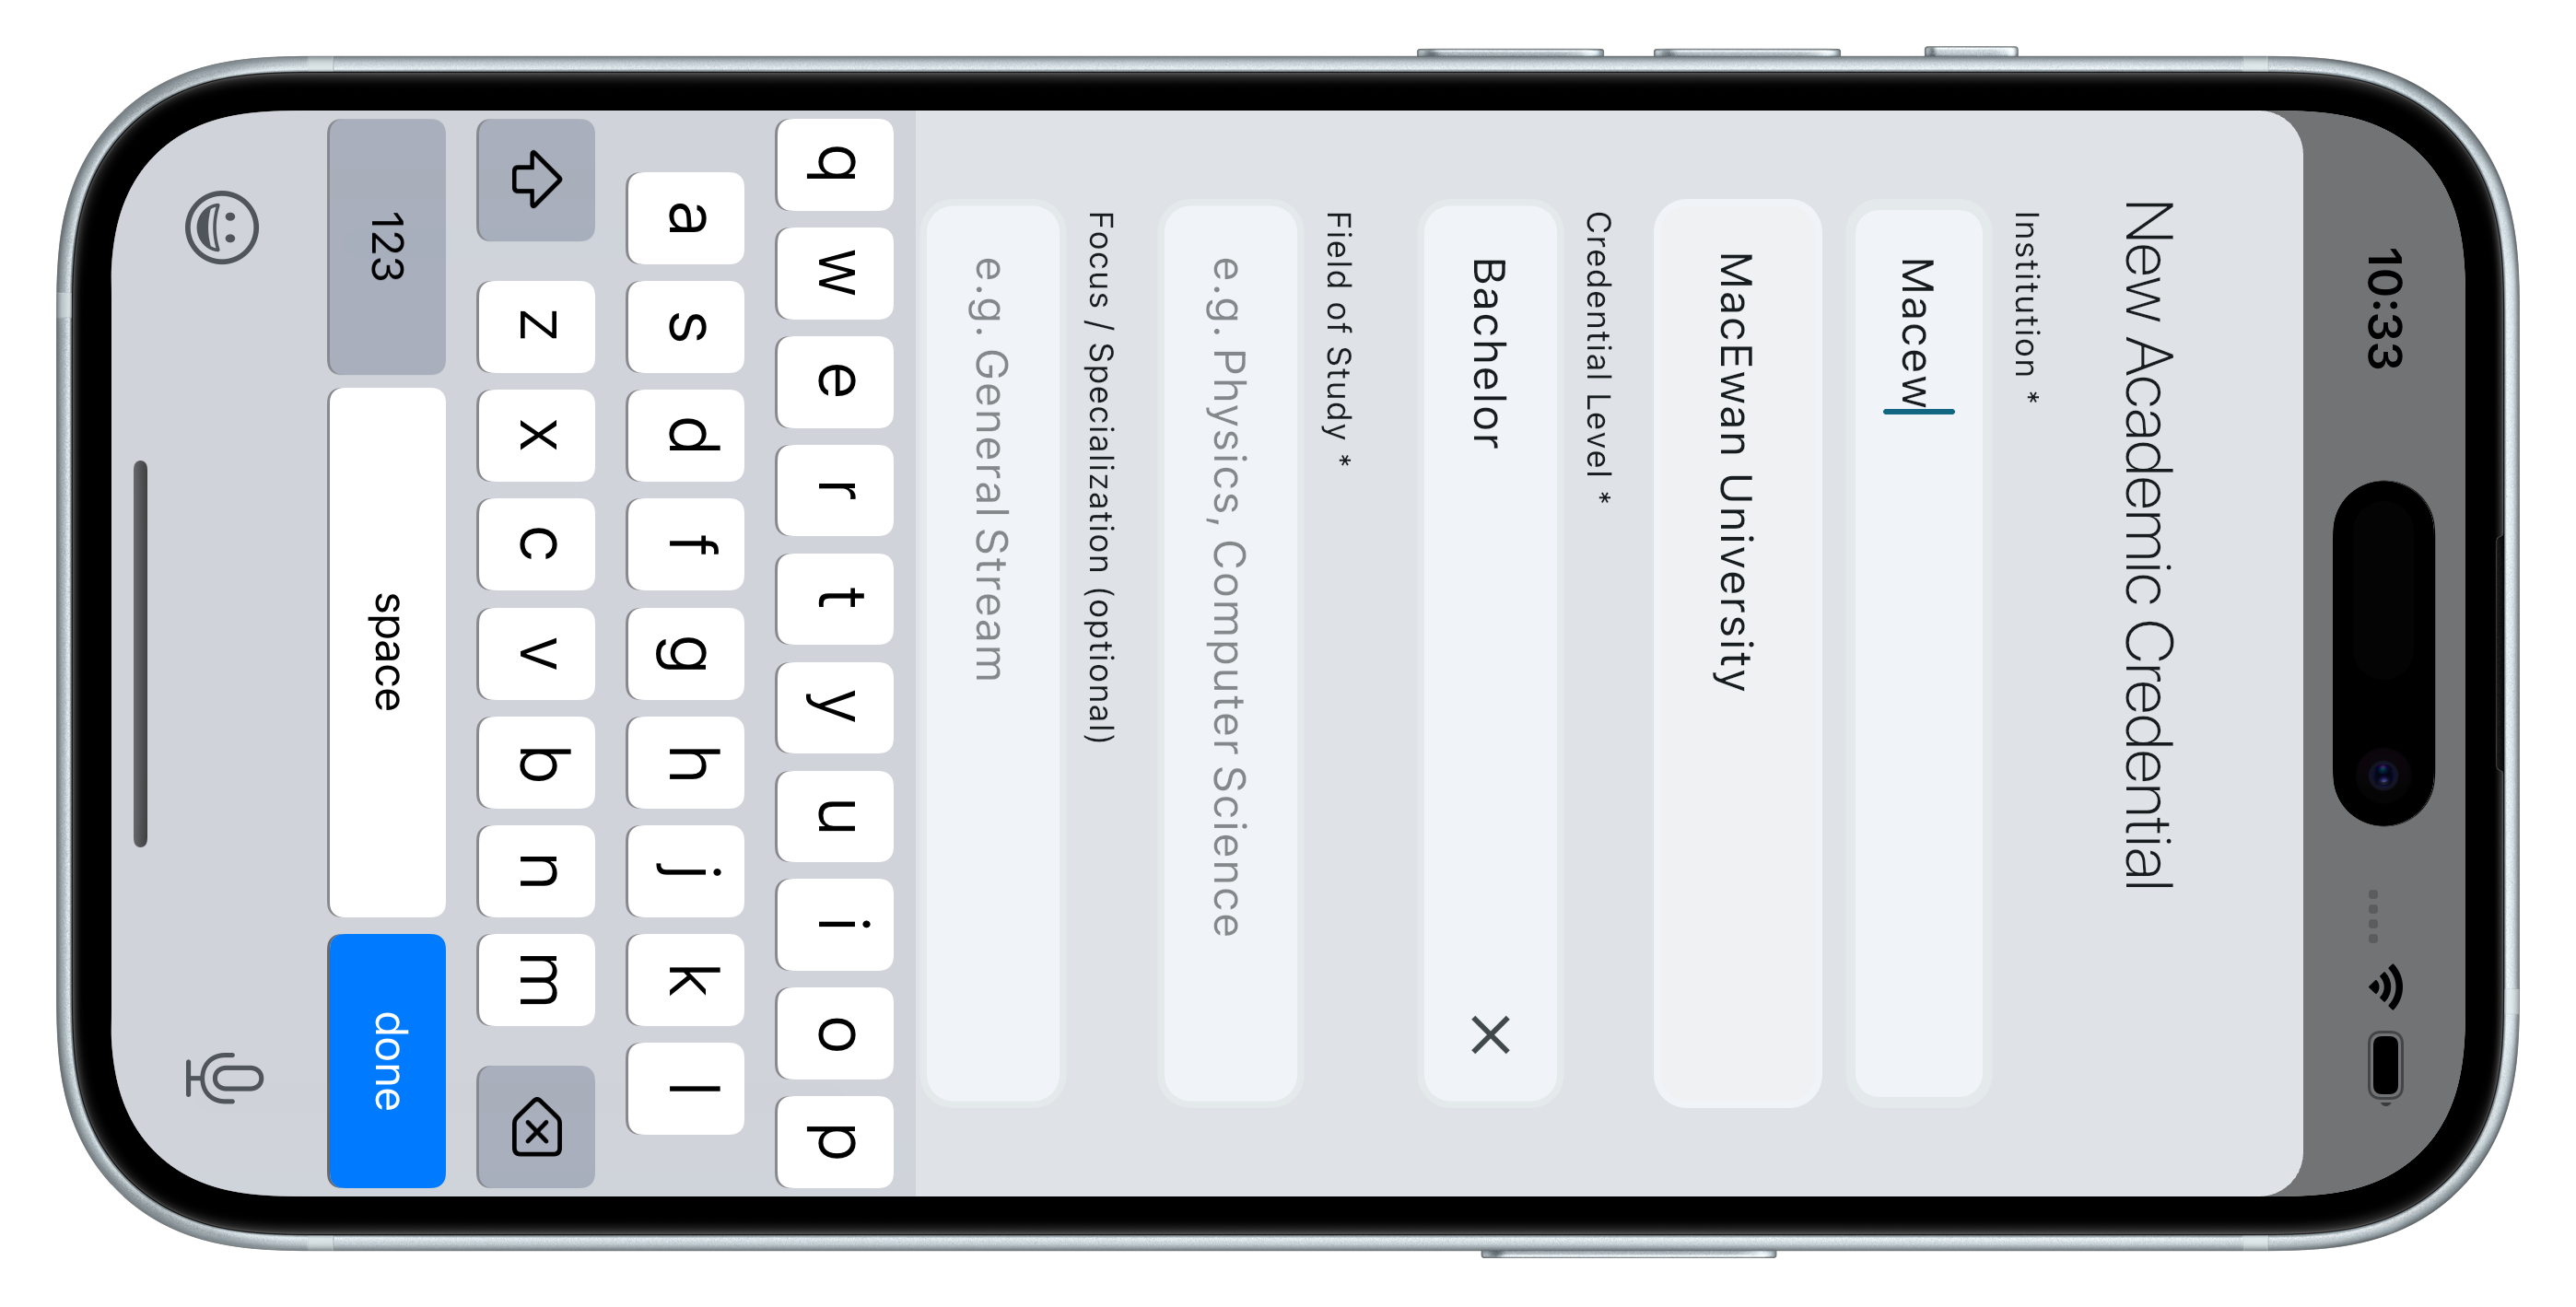 10:33
New Academic Credential
Institution *
Macew
MacEwan University
Credential Level *
Bachelor
Field of Study *
e.g. Physics, Computer Science
Focus / Specialization (optional)
e.g. General Stream
q w e r t y u i o p
a s d f g h j k l
z x c v b n m
123 space done